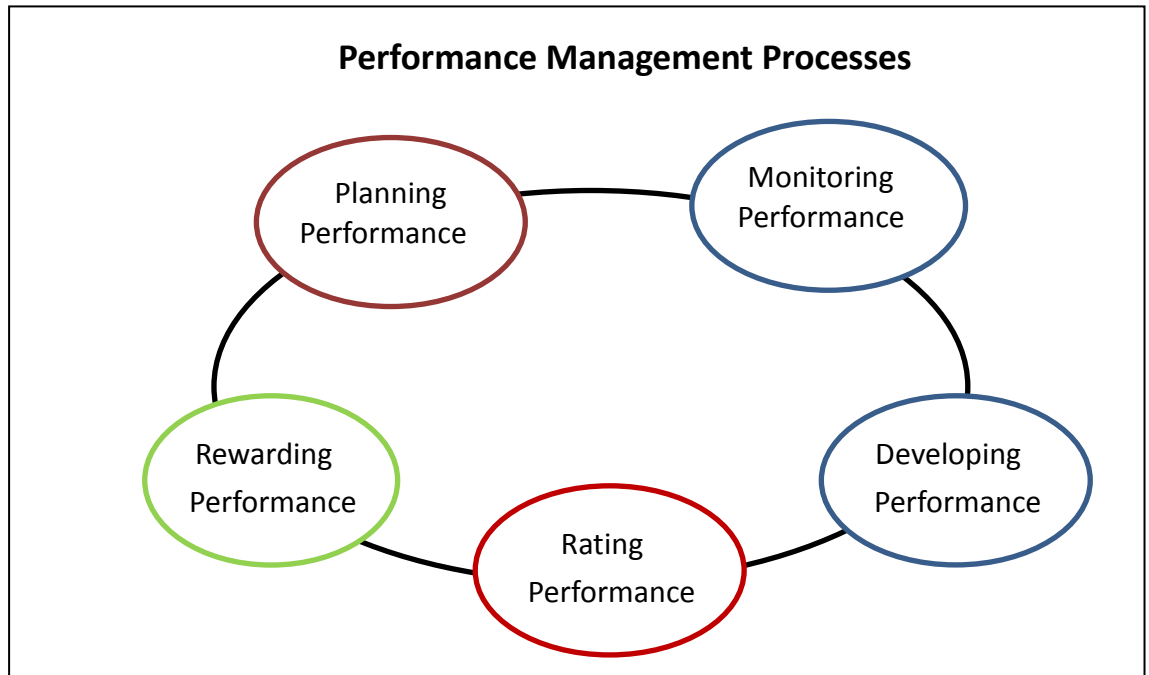 Performance Management Processes
Planning
Performance
Monitoring
Performance
Developing
Performance
Rating
Performance
Rewarding
Performance